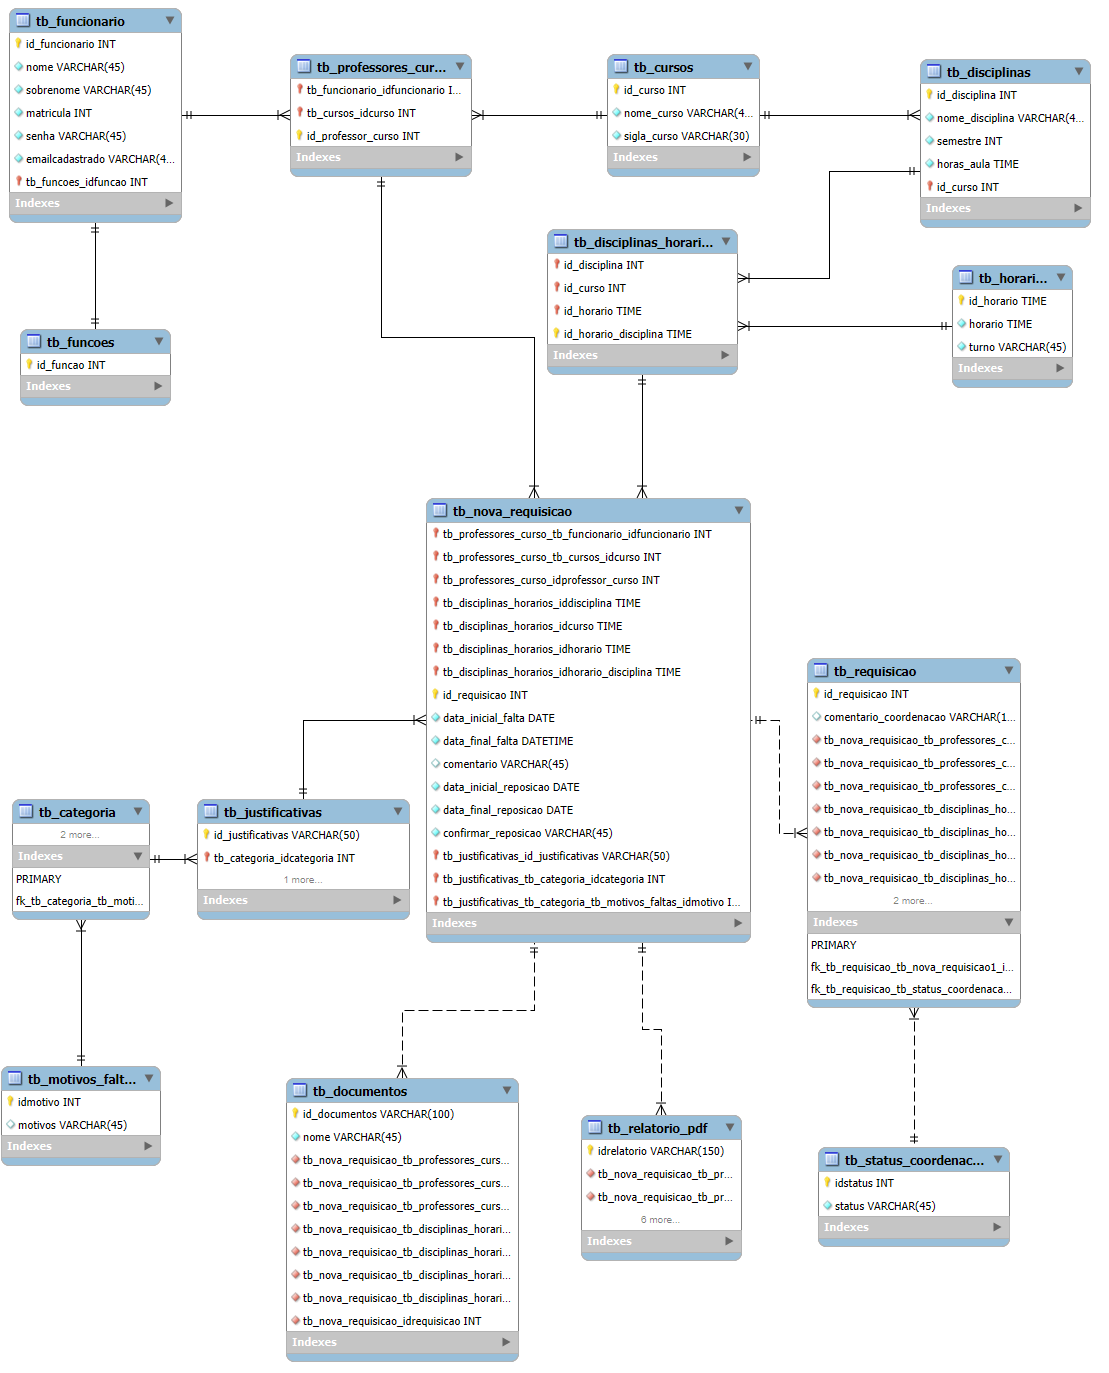 tb_funcionario
id_funcionario INT
nome VARCHAR(45)
sobrenome VARCHAR(45)
matricula INT
senha VARCHAR(45)
emailcadastrado VARCHAR(4...
tb_funcoes_idfuncao INT
Indexes
tb_professores_cur...
tb_funcionario_idfuncionario I...
tb_cursos_idcurso INT
id_professor_curso INT
Indexes
tb_cursos
id_curso INT
nome_curso VARCHAR(4...
sigla_curso VARCHAR(30)
Indexes
tb_disciplinas
id_disciplina INT
nome_disciplina VARCHAR(4...
semestre INT
horas_aula TIME
id_curso INT
Indexes
tb_disciplinas_horari...
id_disciplina INT
id_curso INT
id_horario TIME
id_horario_disciplina TIME
Indexes
tb_horari...
id_horario TIME
horario TIME
turno VARCHAR(45)
Indexes
tb_funcoes
id_funcao INT
Indexes
tb_nova_requisicao
tb_professores_curso_tb_funcionario_idfuncionario INT
tb_professores_curso_tb_cursos_idcurso INT
tb_professores_curso_idprofessor_curso INT
tb_disciplinas_horarios_iddisciplina TIME
tb_disciplinas_horarios_idcurso TIME
tb_disciplinas_horarios_idhorario TIME
tb_disciplinas_horarios_idhorario_disciplina TIME
id_requisicao INT
data_inicial_falta DATE
data_final_falta DATETIME
comentario VARCHAR(45)
data_inicial_reposicao DATE
data_final_reposicao DATE
confirmar_reposicao VARCHAR(45)
tb_justificativas_id_justificativas VARCHAR(50)
tb_justificativas_tb_categoria_idcategoria INT
tb_justificativas_tb_categoria_tb_motivos_faltas_idmotivo I...
Indexes
tb_requisicao
id_requisicao INT
comentario_coordenacao VARCHAR(1...
tb_nova_requisicao_tb_professores_c...
tb_nova_requisicao_tb_professores_c...
tb_nova_requisicao_tb_professores_c...
tb_nova_requisicao_tb_disciplinas_ho...
tb_nova_requisicao_tb_disciplinas_ho...
tb_nova_requisicao_tb_disciplinas_ho...
tb_nova_requisicao_tb_disciplinas_ho...
2 more...
Indexes
PRIMARY
fk_tb_requisicao_tb_nova_requisicao1_i...
fk_tb_requisicao_tb_status_coordenaca...
tb_categoria
2 more...
Indexes
PRIMARY
fk_tb_categoria_tb_moti...
tb_justificativas
id_justificativas VARCHAR(50)
tb_categoria_idcategoria INT
1 more...
Indexes
tb_motivos_falt...
idmotivo INT
motivos VARCHAR(45)
Indexes
tb_documentos
id_documentos VARCHAR(100)
nome VARCHAR(45)
tb_nova_requisicao_tb_professores_curs...
tb_nova_requisicao_tb_professores_curs...
tb_nova_requisicao_tb_professores_curs...
tb_nova_requisicao_tb_disciplinas_horari...
tb_nova_requisicao_tb_disciplinas_horari...
tb_nova_requisicao_tb_disciplinas_horari...
tb_nova_requisicao_tb_disciplinas_horari...
tb_nova_requisicao_idrequisicao INT
Indexes
tb_relatorio_pdf
idrelatorio VARCHAR(150)
tb_nova_requisicao_tb_pr...
tb_nova_requisicao_tb_pr...
6 more...
Indexes
tb_status_coordenac...
idstatus INT
status VARCHAR(45)
Indexes